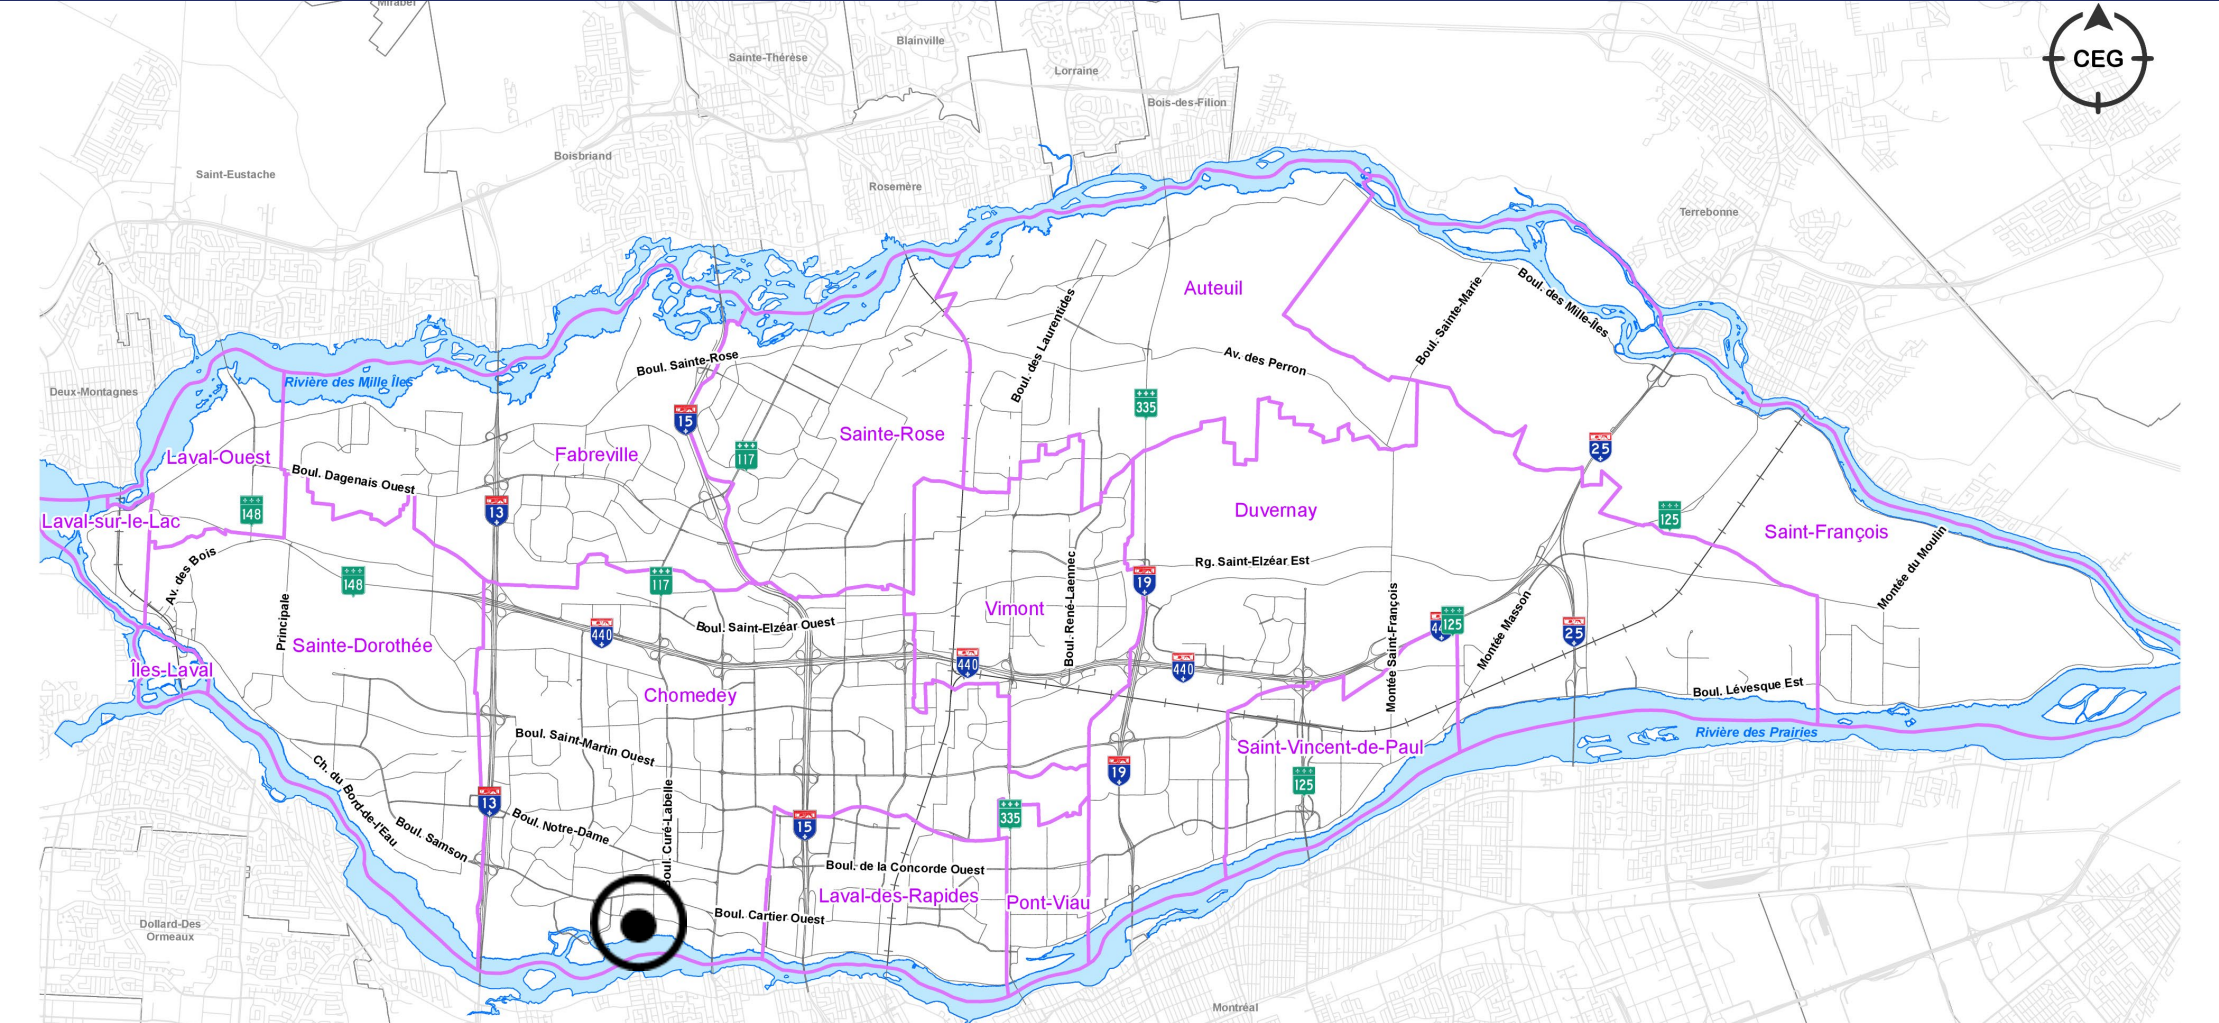 Mirabel
Sainte-Thérèse
Blainville
Lorraine
CEG
Bois-des-Filion
Boisbriand
Saint-Eustache
Rosemère
Terrebonne
Auteuil
Boul. des Mille-Îles
Boul. Sainte-Marie
Boul. des Laurentides
Av. des Perron
Boul. Sainte-Rose
Rivière des Mille Îles
Deux-Montagnes
335
15
Sainte-Rose
117
Fabreville
Laval-Ouest
25
Boul. Dagenais Ouest
148
13
Duvernay
125
Laval-sur-le-Lac
Saint-François
Montée du Moulin
Rg. Saint-Elzéar Est
Av. des Bois
148
117
19
Boul. René-Laennec
Vimont
Principale
Sainte-Dorothée
440
Boul. Saint-Elzéar Ouest
Montée Saint-François
125
Montée Masson
25
Îles-Laval
440
440
Chomedey
Boul. Lévesque Est
Rivière des Prairies
Boul. Saint-Martin Ouest
Saint-Vincent-de-Paul
19
125
Ch. du Bord-de-l'Eau
13
Boul. Samson
Boul. Notre-Dame
Boul. Curé-Labelle
15
335
Boul. de la Concorde Ouest
Laval-des-Rapides
Pont-Viau
Boul. Cartier Ouest
Dollard-Des
Ormeaux
Montréal